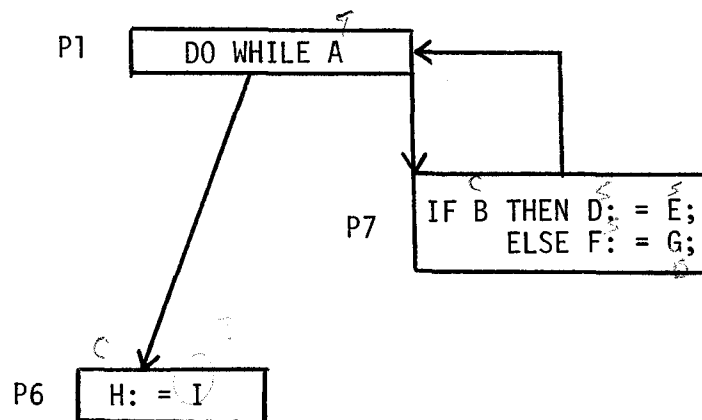 P1 DO WHILE A
P7 IF B THEN D: = E;
ELSE F: = G;
P6 H: = I